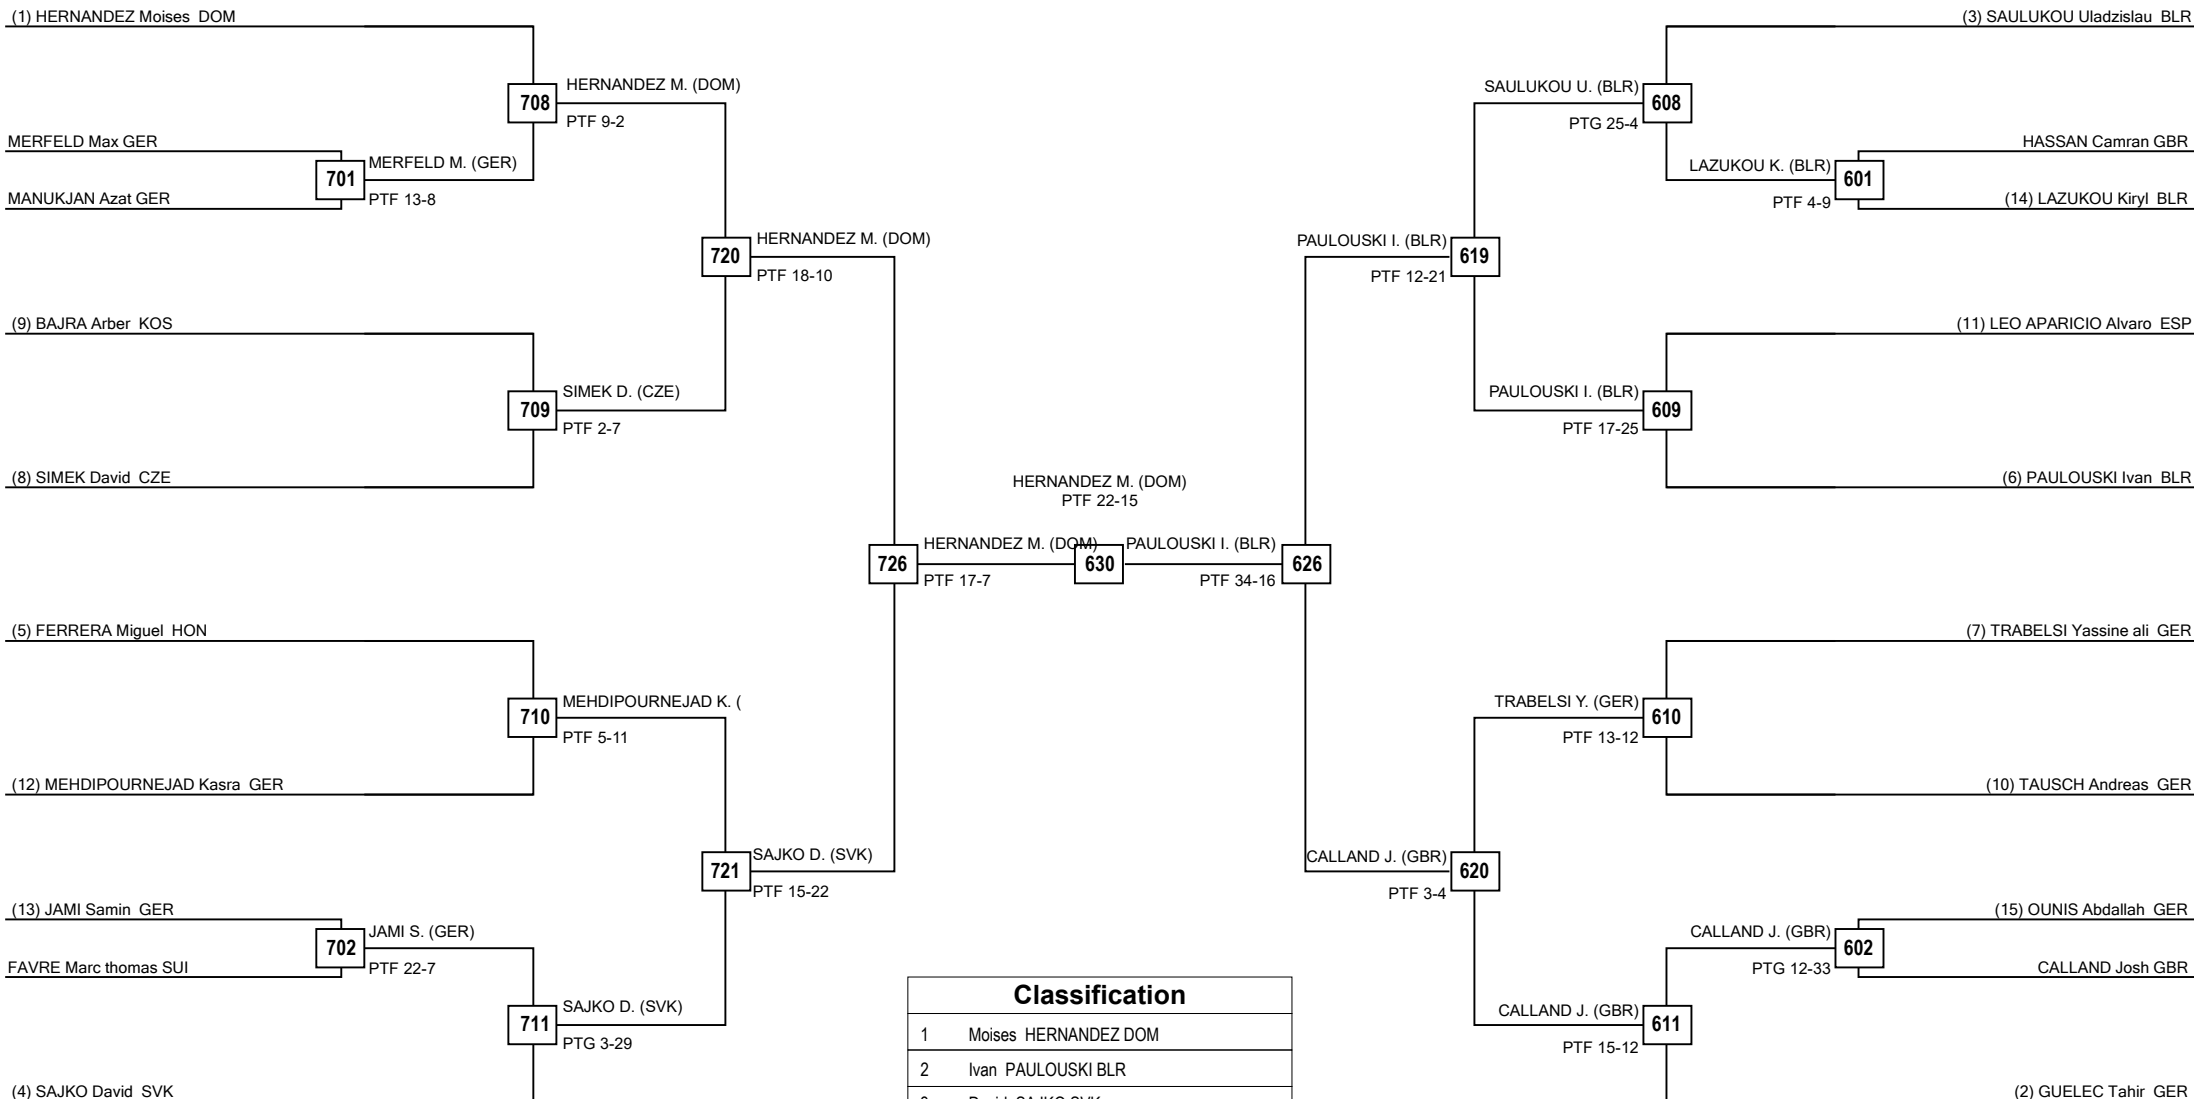 (1) HERNANDEZ Moises DOM
(3) SAULUKOU Uladzislau BLR
708
HERNANDEZ M. (DOM)
PTF 9-2
SAULUKOU U. (BLR)
PTG 25-4
608
MERFELD Max GER
MANUKJAN Azat GER
701
MERFELD M. (GER)
PTF 13-8
LAZUKOU K. (BLR)
PTF 4-9
601
HASSAN Camran GBR
(14) LAZUKOU Kiryl BLR
720
HERNANDEZ M. (DOM)
PTF 18-10
PAULOUSKI I. (BLR)
PTF 12-21
619
(9) BAJRA Arber KOS
(11) LEO APARICIO Alvaro ESP
709
SIMEK D. (CZE)
PTF 2-7
PAULOUSKI I. (BLR)
PTF 17-25
609
(8) SIMEK David CZE
(6) PAULOUSKI Ivan BLR
HERNANDEZ M. (DOM)
PTF 22-15
726
HERNANDEZ M. (DOM)
PTF 17-7
630
PAULOUSKI I. (BLR)
PTF 34-16
626
(5) FERRERA Miguel HON
(7) TRABELSI Yassine ali GER
710
MEHDIPOURNEJAD K. (
PTF 5-11
TRABELSI Y. (GER)
PTF 13-12
610
(12) MEHDIPOURNEJAD Kasra GER
(10) TAUSCH Andreas GER
721
SAJKO D. (SVK)
PTF 15-22
CALLAND J. (GBR)
PTF 3-4
620
(13) JAMI Samin GER
FAVRE Marc thomas SUI
702
JAMI S. (GER)
PTF 22-7
CALLAND J. (GBR)
PTG 12-33
602
(15) OUNIS Abdallah GER
CALLAND Josh GBR
711
SAJKO D. (SVK)
PTG 3-29
CALLAND J. (GBR)
PTF 15-12
611
(4) SAJKO David SVK
(2) GUELEC Tahir GER
Classification
1 Moises HERNANDEZ DOM
2 Ivan PAULOUSKI BLR
3 David SAJKO SVK